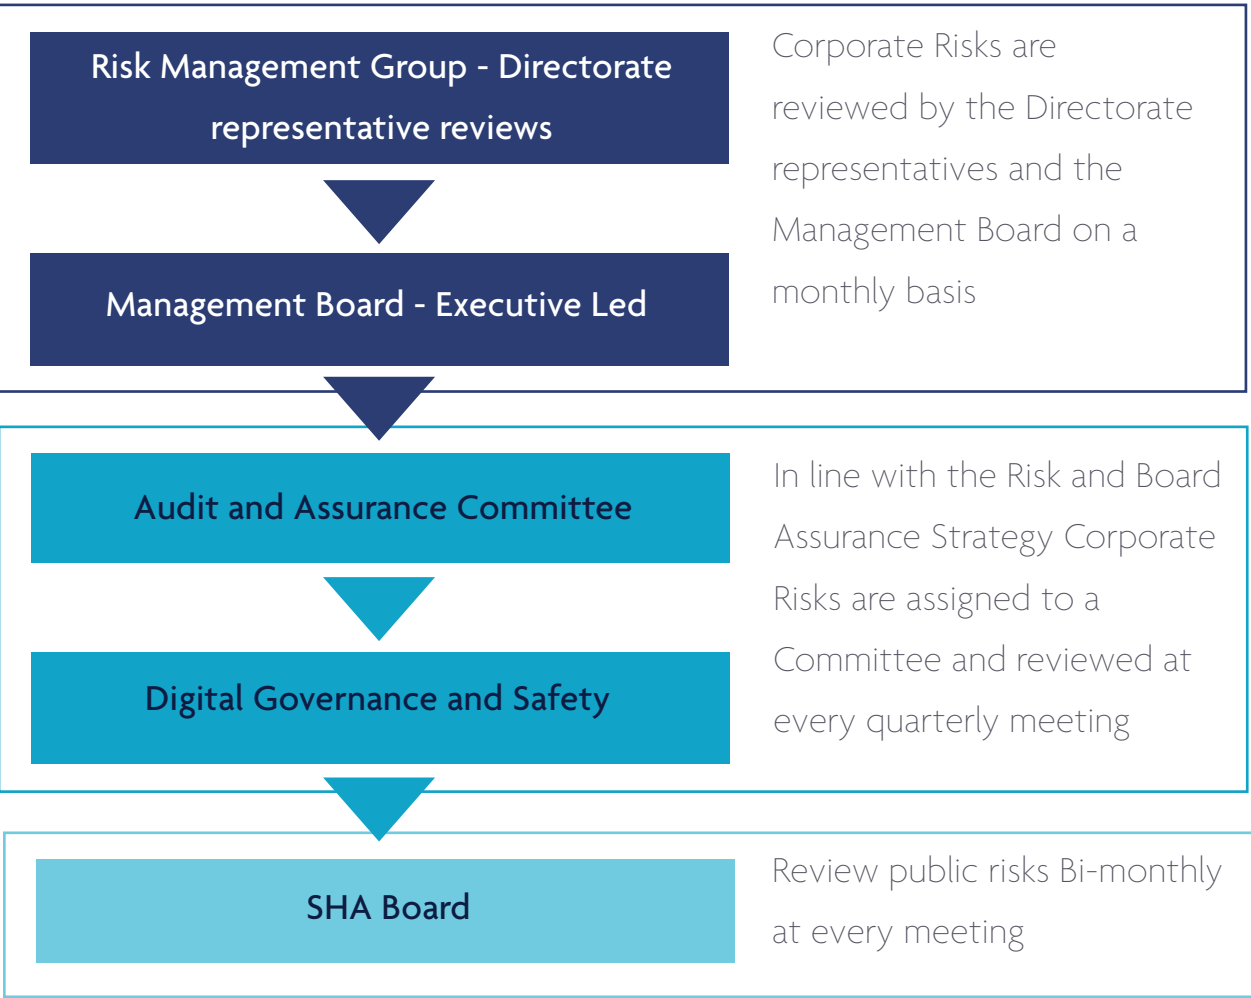 Risk Management Group - Directorate
representative reviews
Corporate Risks are
reviewed by the Directorate
representatives and the
Management Board on a
monthly basis
Management Board - Executive Led
Audit and Assurance Committee
In line with the Risk and Board
Assurance Strategy Corporate
Risks are assigned to a
Committee and reviewed at
every quarterly meeting
Digital Governance and Safety
SHA Board
Review public risks Bi-monthly
at every meeting